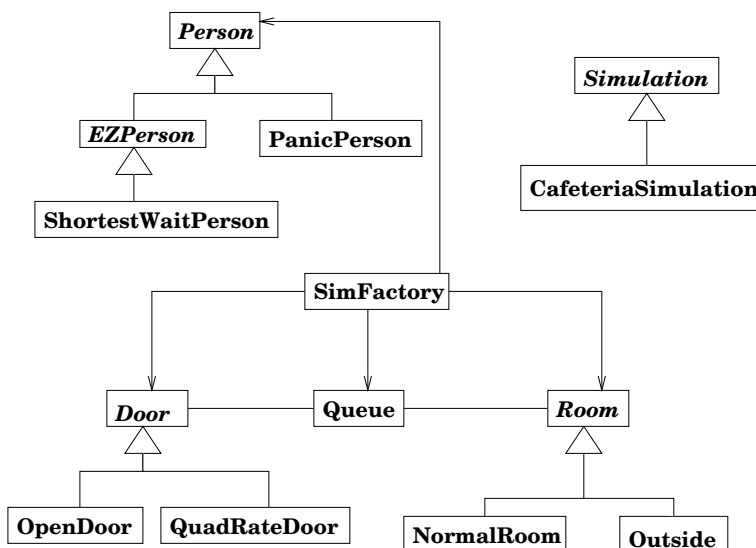 Person
Simulation
EZPerson
PanicPerson
CafeteriaSimulation
ShortestWaitPerson
SimFactory
Door
Queue
Room
OpenDoor
QuadRateDoor
NormalRoom
Outside